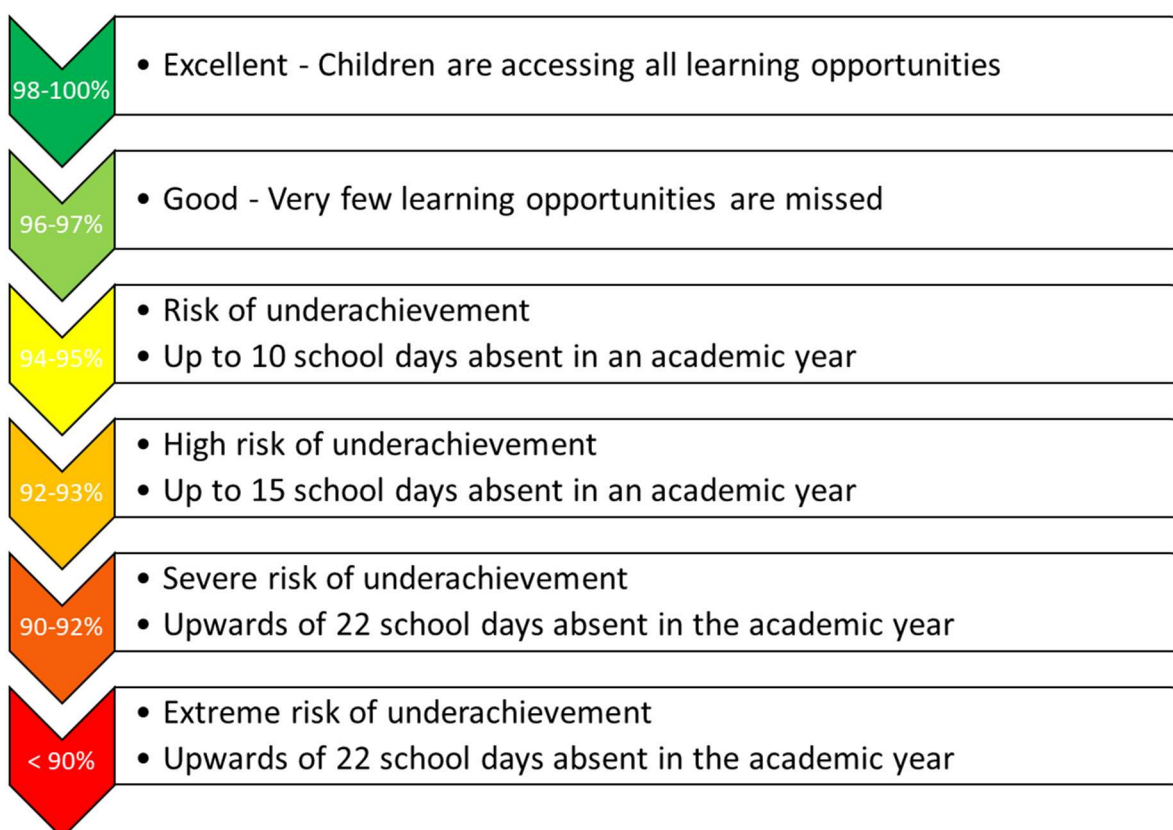 98-100%
• Excellent - Children are accessing all learning opportunities
96-97%
• Good - Very few learning opportunities are missed
94-95%
• Risk of underachievement
• Up to 10 school days absent in an academic year
92-93%
• High risk of underachievement
• Up to 15 school days absent in an academic year
90-92%
• Severe risk of underachievement
• Upwards of 22 school days absent in the academic year
< 90%
• Extreme risk of underachievement
• Upwards of 22 school days absent in the academic year